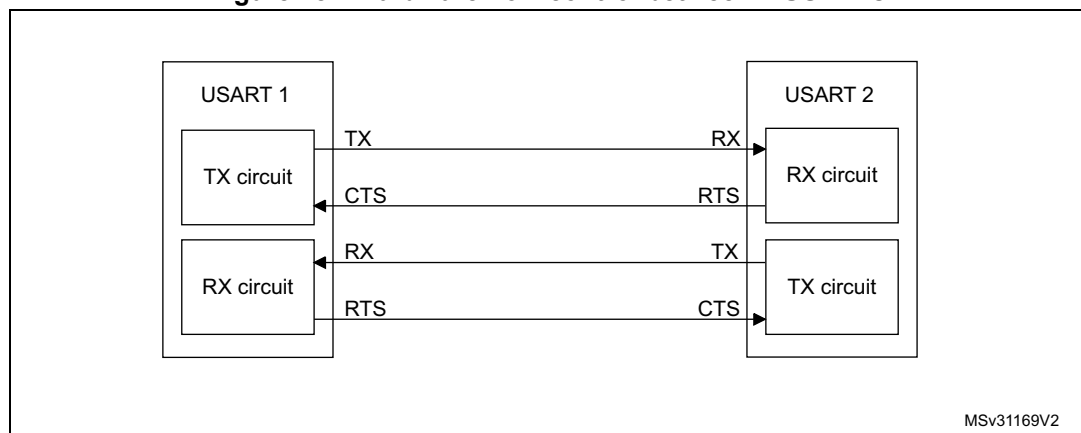 USART 1
USART 2
TX circuit
TX
RX
RX circuit
CTS
RTS
RX circuit
RX
TX
TX circuit
RTS
CTS
MSv31169V2